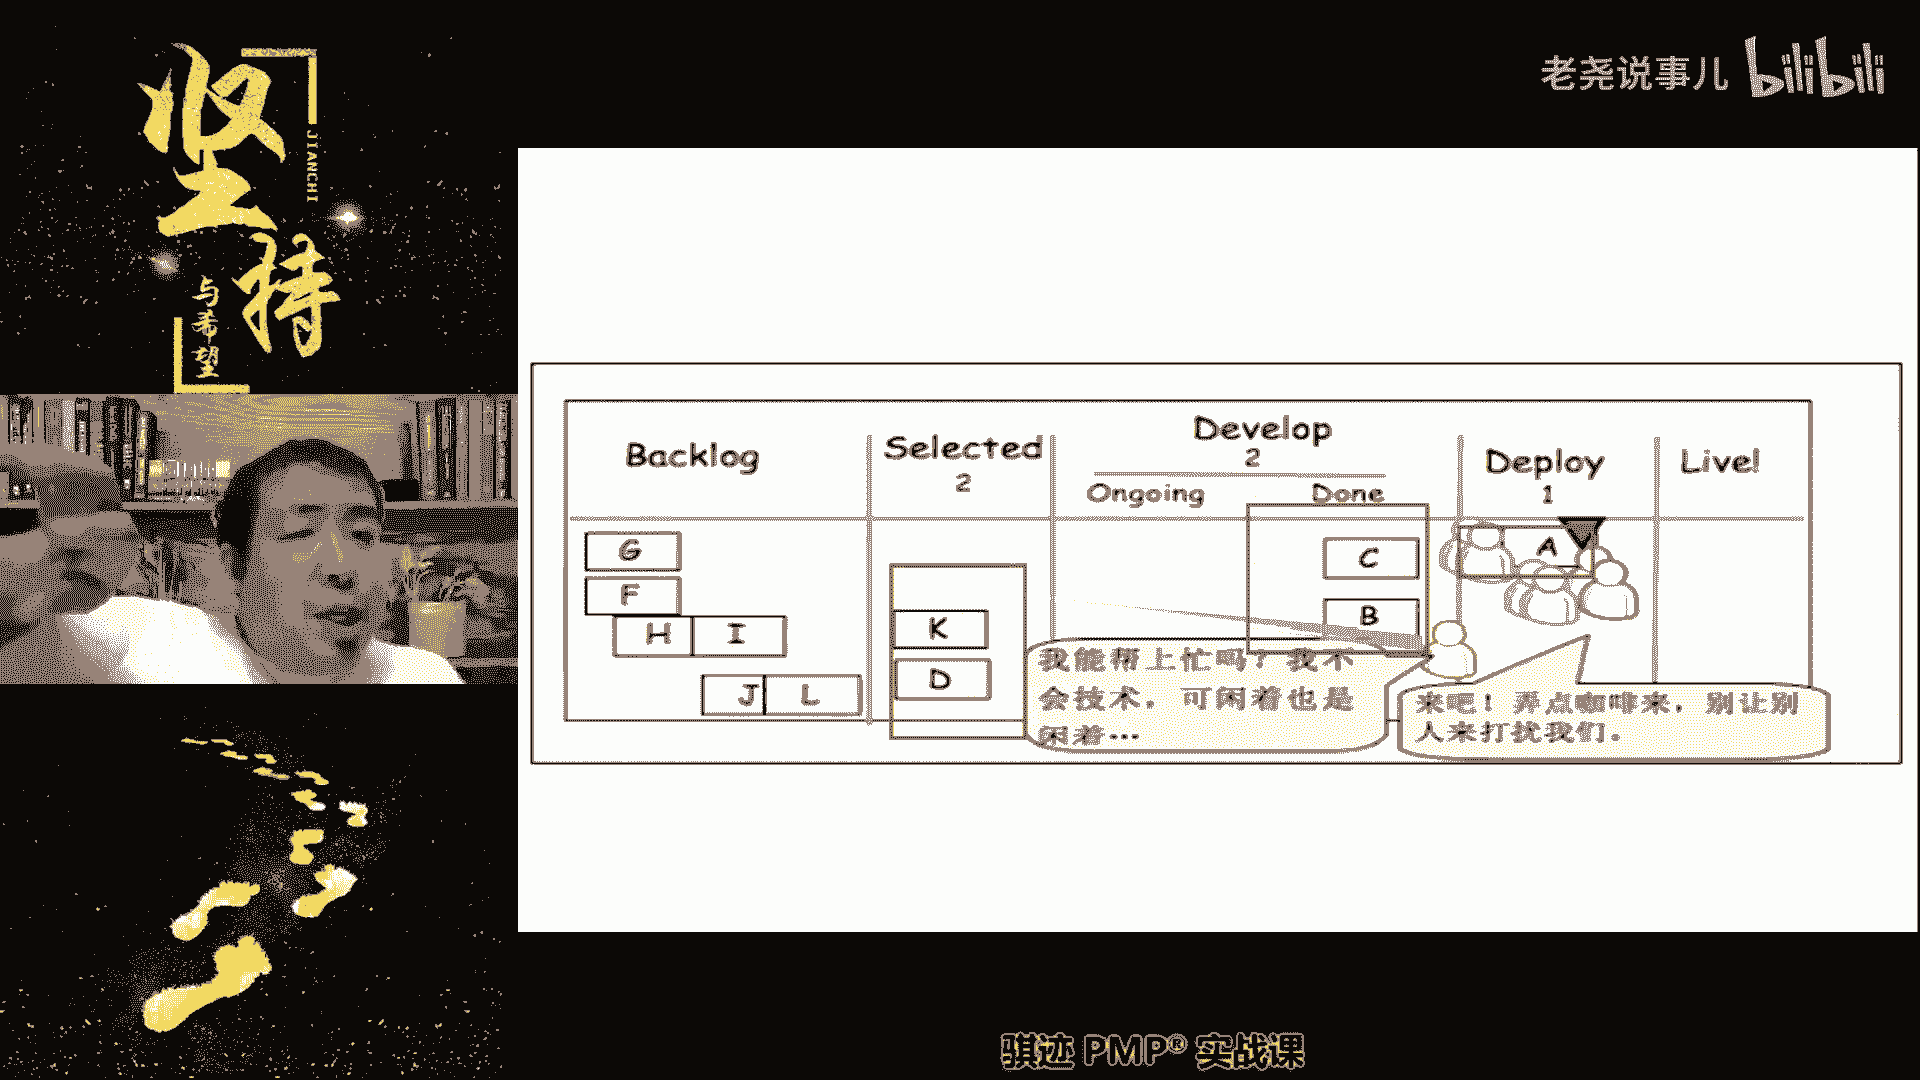 坚持
JIANCHI
与希望
老尧说事儿 bilibili
Backlog
Selected
2
Develop
2
Ongoing
Done
Deploy
1
Live!
G
F
H I
J L
K
D
C
B
A
我能帮上忙吗？我不
会技术，可闲着也是
闲着…
来吧！弄点咖啡来，别让别
人来打扰我们。
骐迹 PMP® 实战课